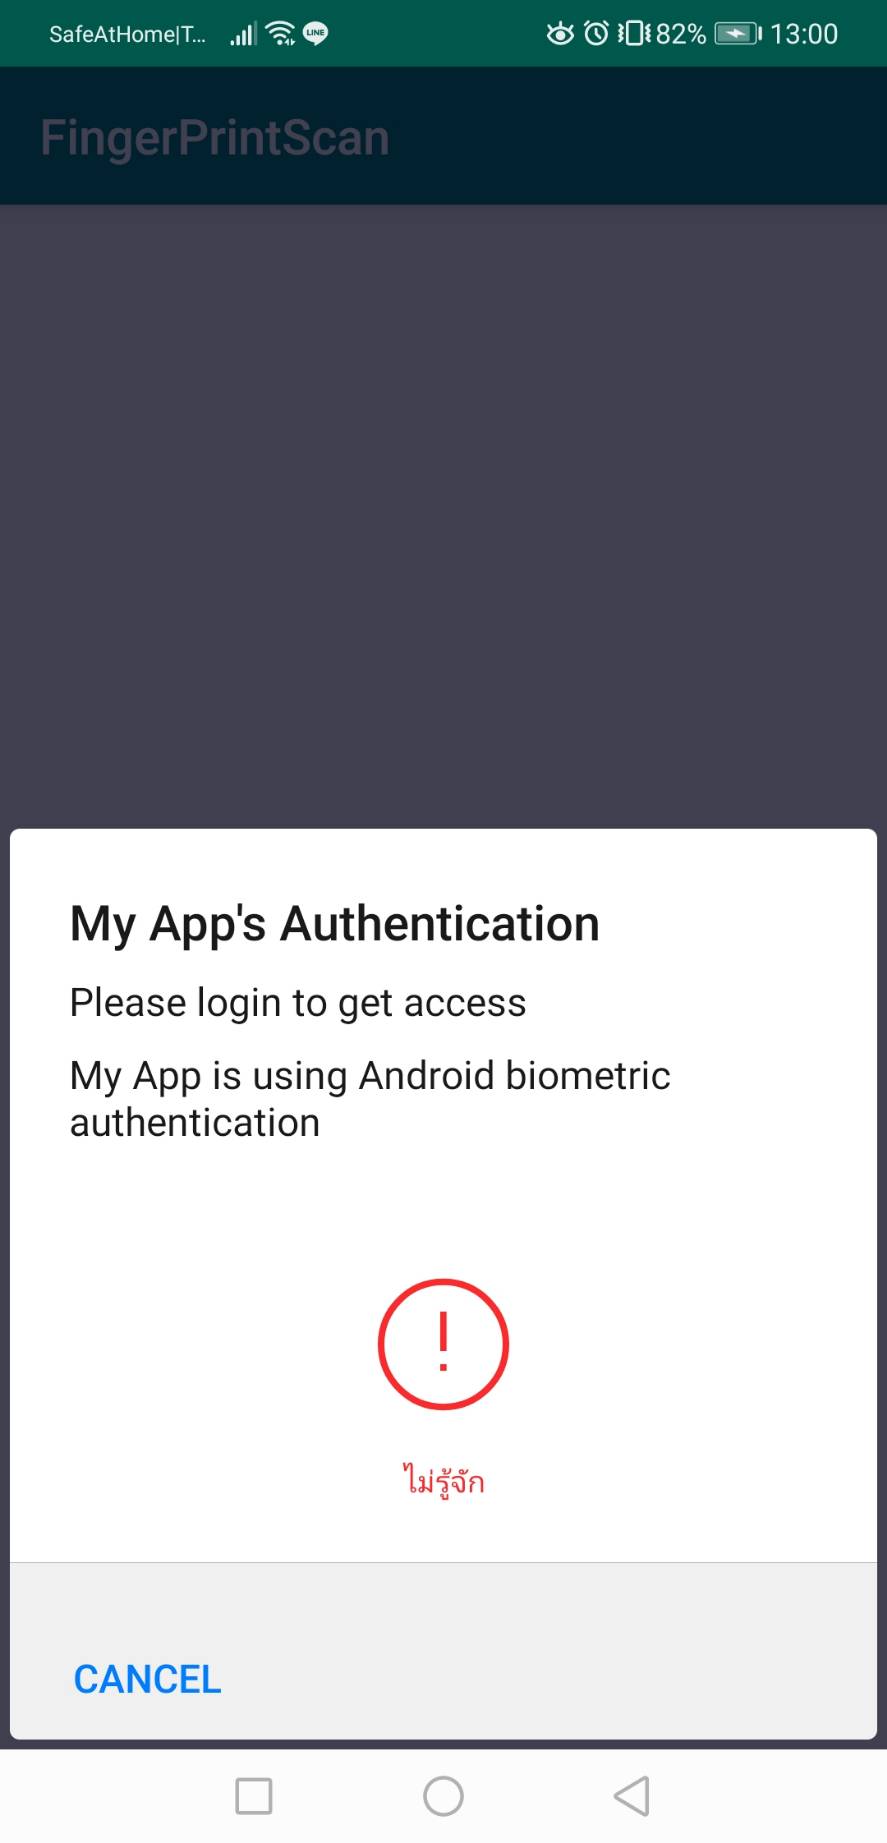 SafeAtHome|T... LINE 82% 13:00
FingerPrintScan
My App's Authentication
Please login to get access
My App is using Android biometric
authentication
!
ไม่รู้จัก
CANCEL